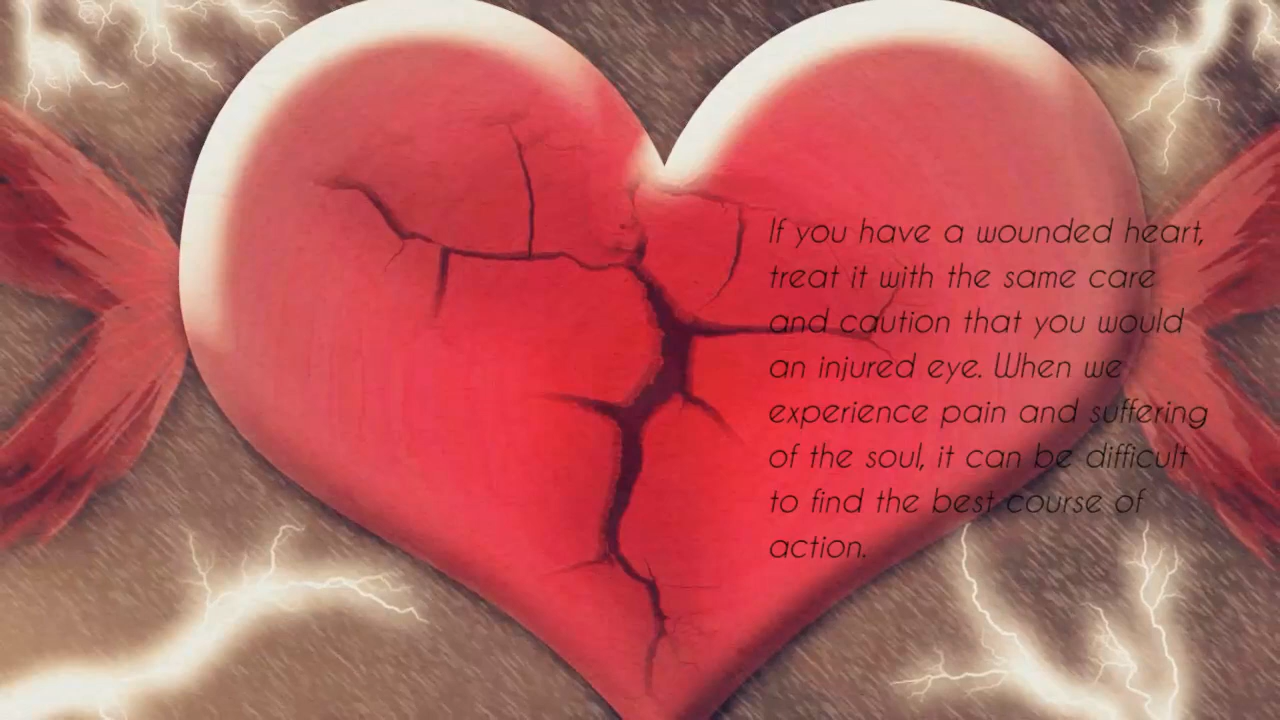 If you have a wounded heart,
treat it with the same care
and caution that you would
an injured eye. When we
experience pain and suffering
of the soul, it can be difficult
to find the best course of
action.